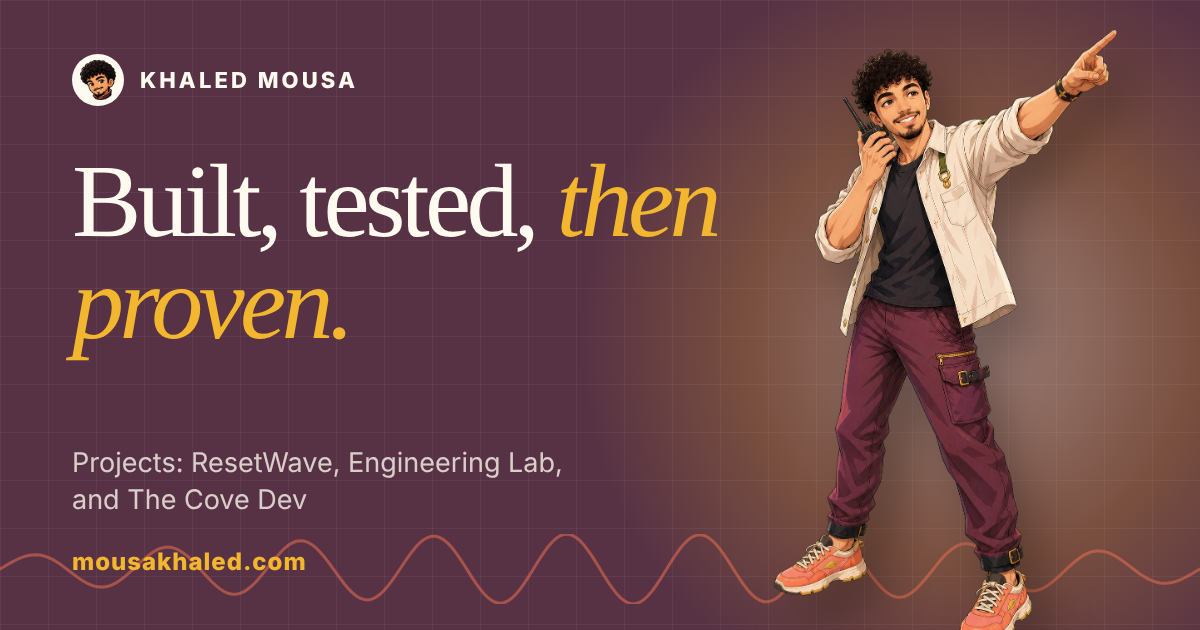 KHALED MOUSA
Built, tested, then
proven.
Projects: ResetWave, Engineering Lab,
and The Cove Dev
mousakhaled.com